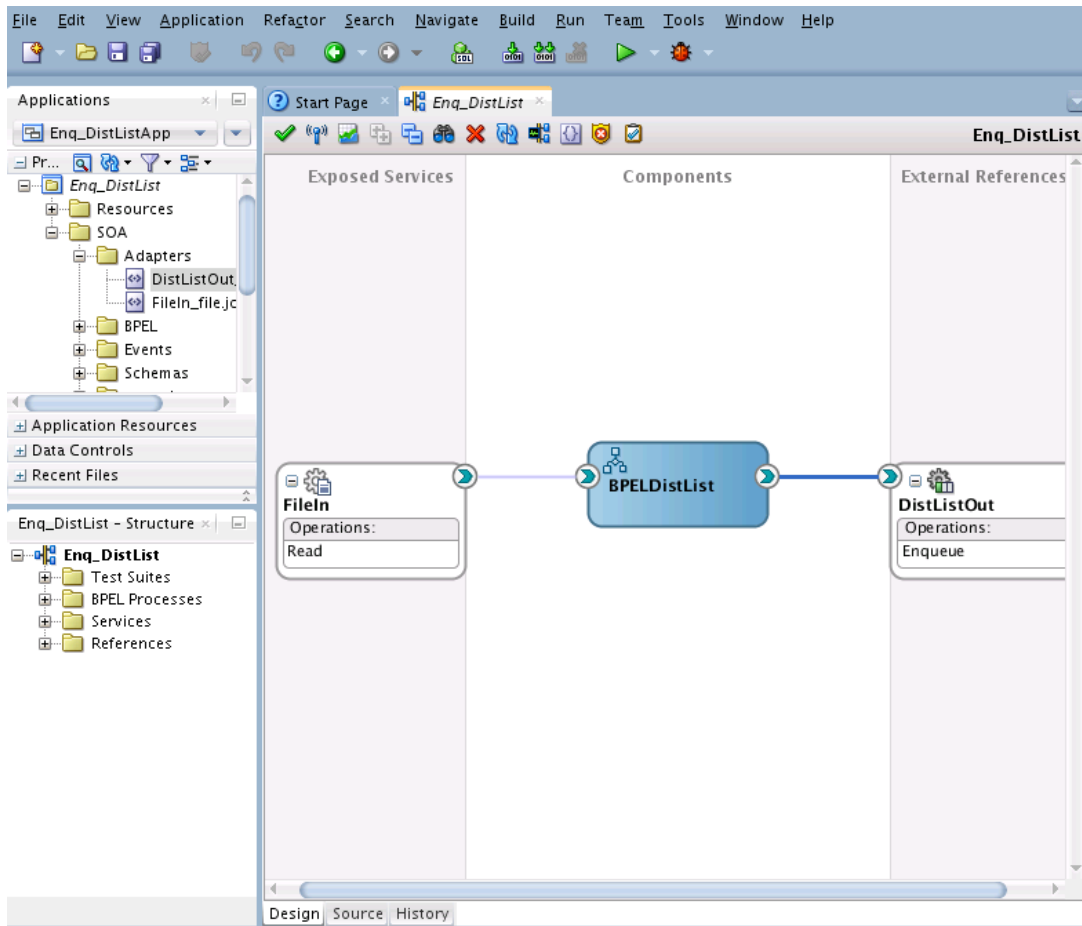 File Edit View Application Refactor Search Navigate Build Run Team Tools Window Help
SQL
Applications
Enq_DistListApp
Pr...
Enq_DistList
Resources
SOA
Adapters
DistListOut_
FileIn_file.jc
BPEL
Events
Schemas
Application Resources
Data Controls
Recent Files
Enq_DistList - Structure
Enq_DistList
Test Suites
BPEL Processes
Services
References
Start Page
Enq_DistList
Enq_DistList
Exposed Services
Components
External References
FileIn
Operations:
Read
BPELDistList
DistListOut
Operations:
Enqueue
Design Source History